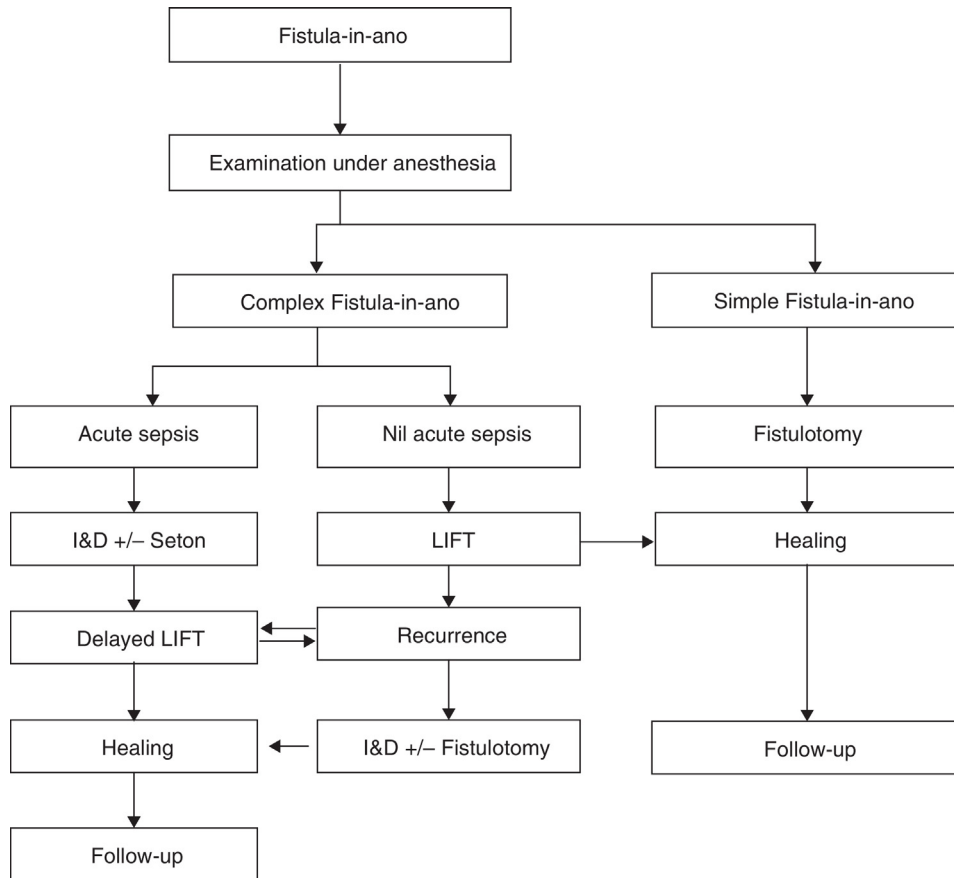 Fistula-in-ano
Examination under anesthesia
Complex Fistula-in-ano
Simple Fistula-in-ano
Acute sepsis
Nil acute sepsis
Fistulotomy
I&D +/– Seton
LIFT
Healing
Delayed LIFT
Recurrence
Healing
I&D +/– Fistulotomy
Follow-up
Follow-up